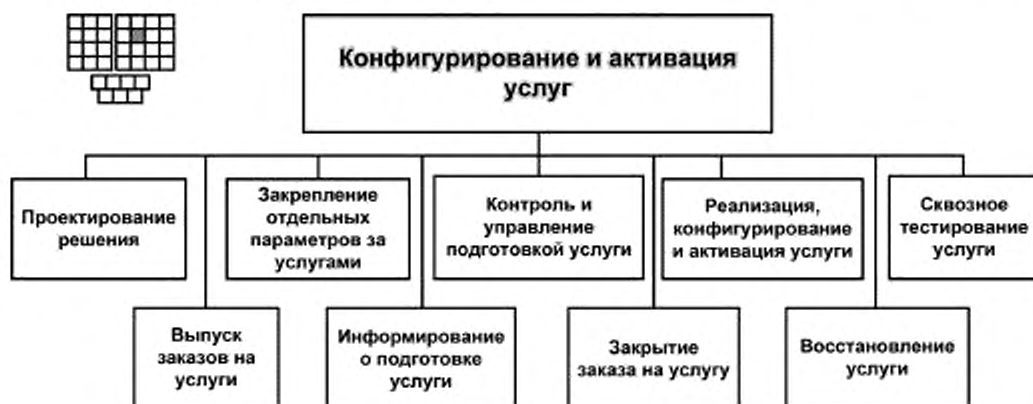 Конфигурирование и активация
услуг
Проектирование
решения
Закрепление
отдельных
параметров за
услугами
Контроль и
управление
подготовкой услуги
Реализация,
конфигурирование
и активация услуги
Сквозное
тестирование
услуги
Выпуск
заказов на
услуги
Информирование
о подготовке
услуги
Закрытие
заказа на услугу
Восстановление
услуги